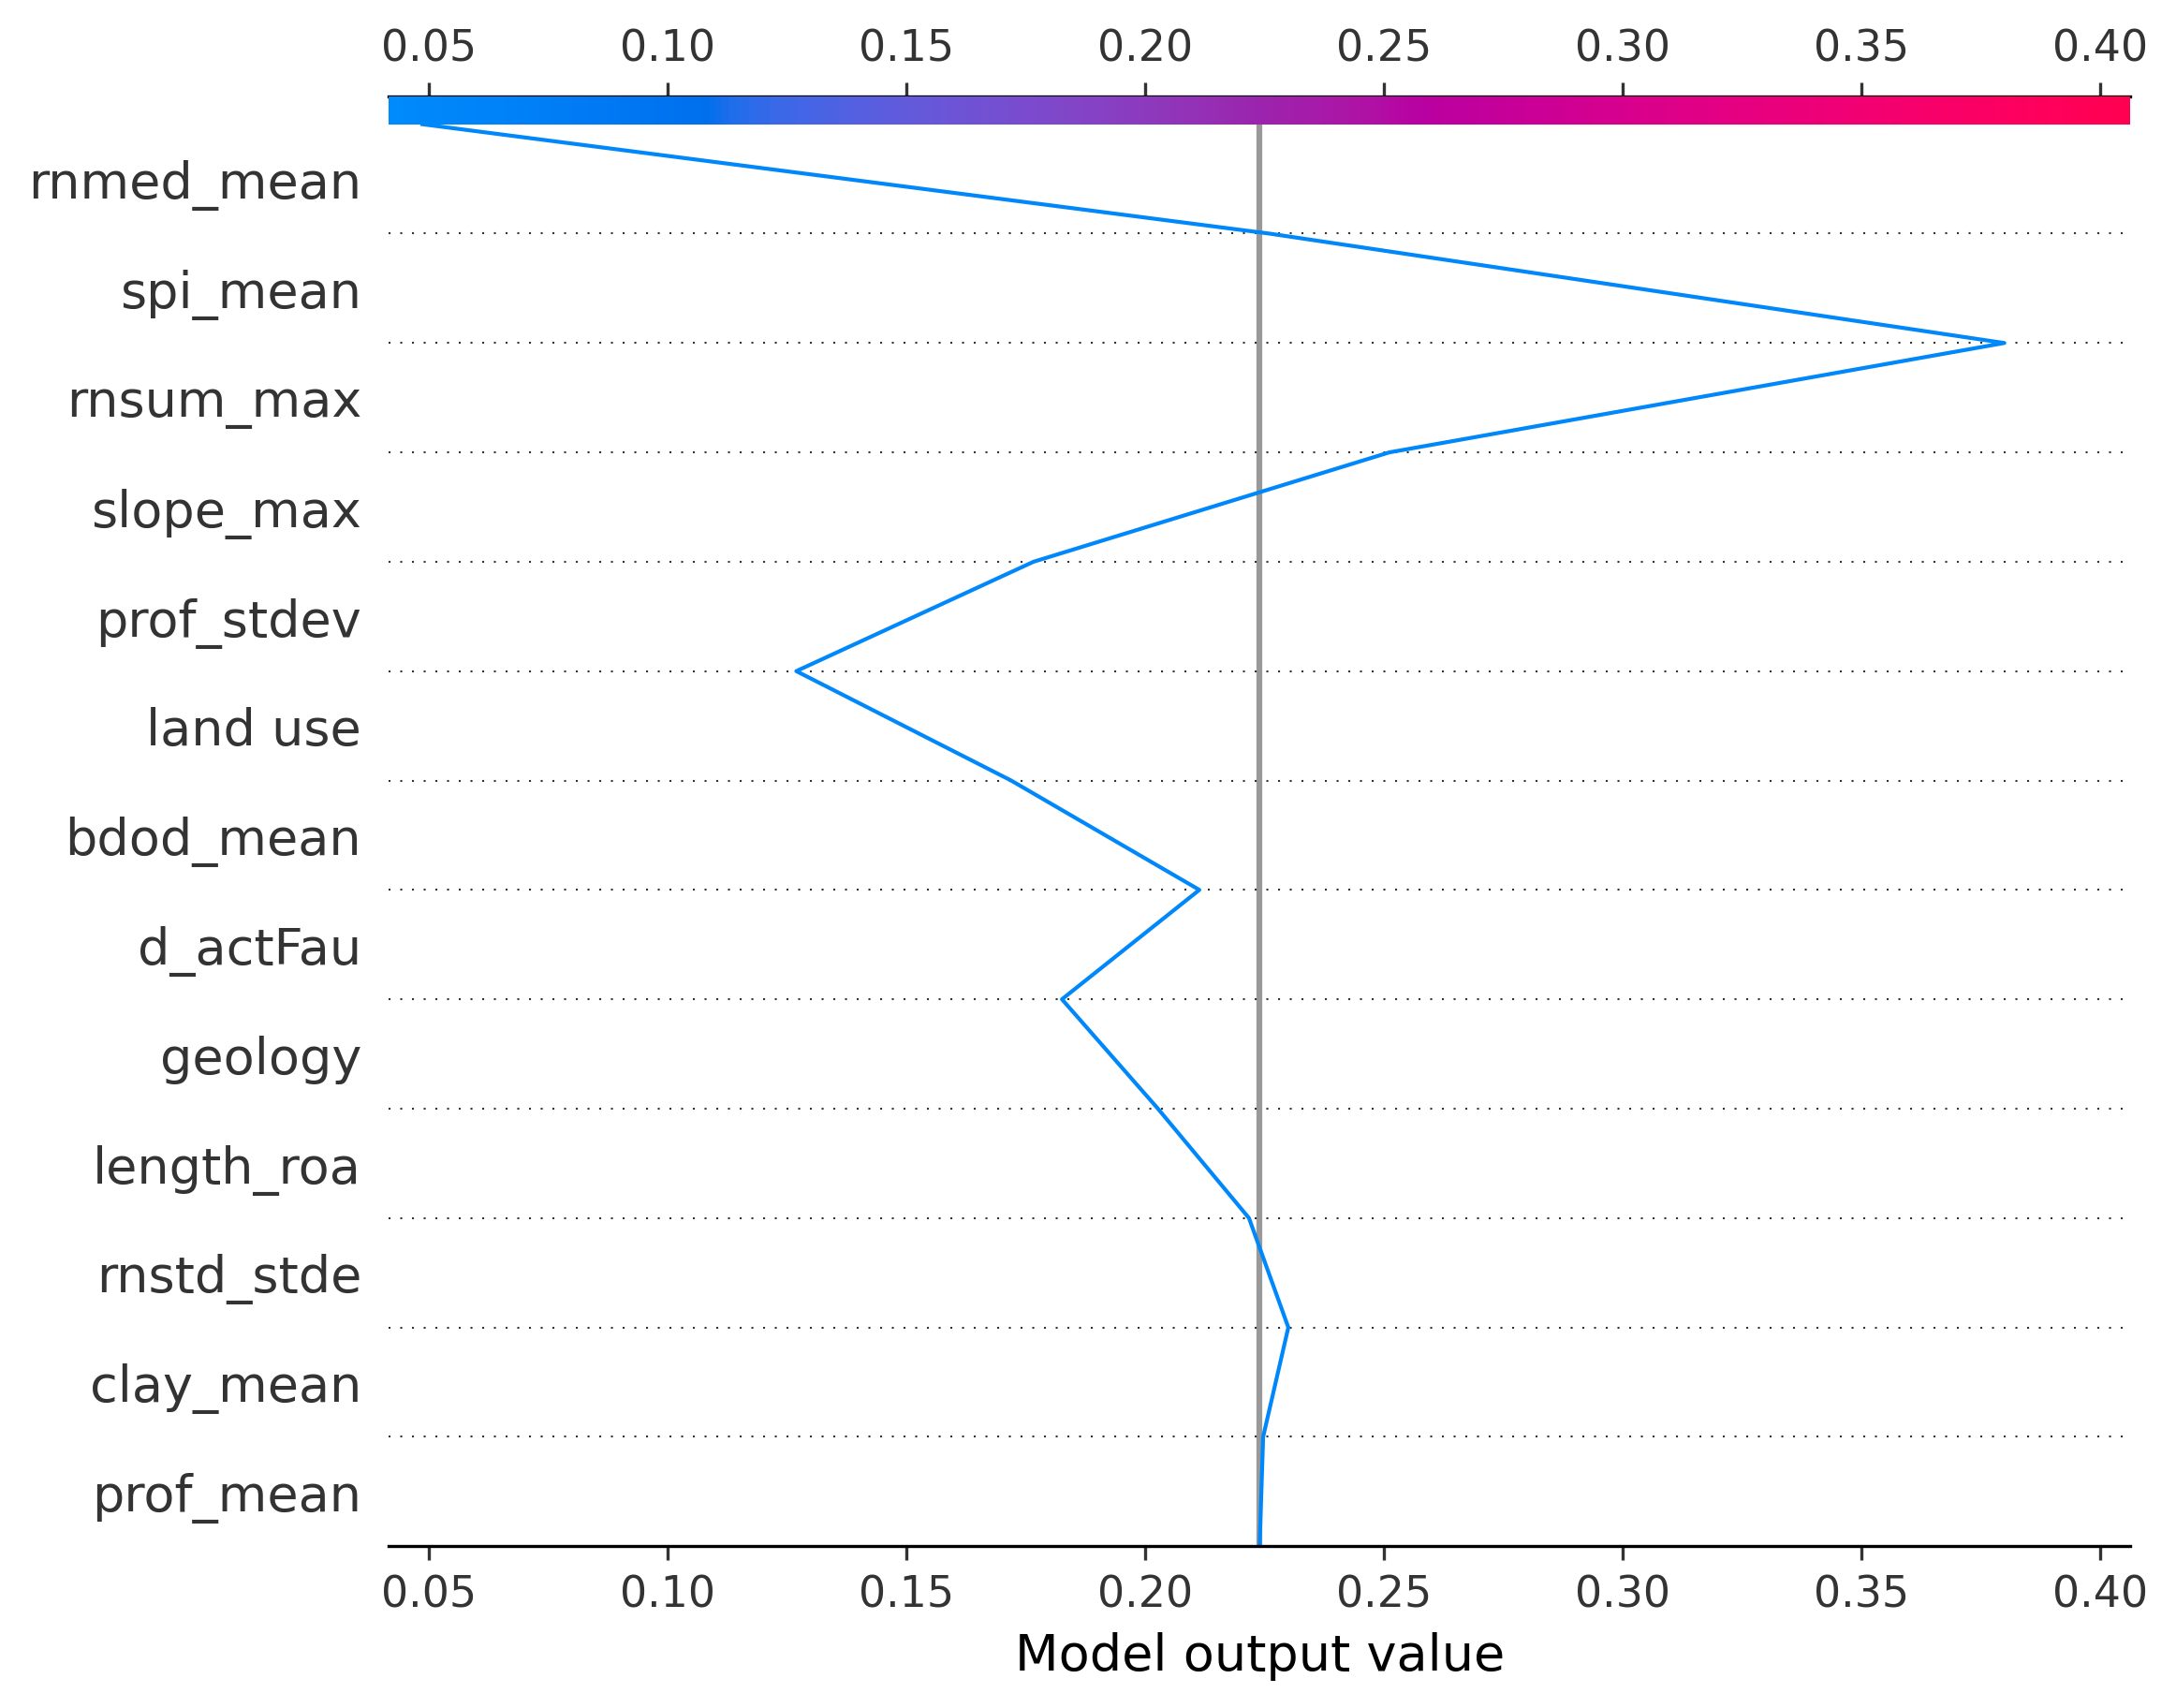 0.05 0.10 0.15 0.20 0.25 0.30 0.35 0.40
rnmed_mean
spi_mean
rnsum_max
slope_max
prof_stdev
land use
bdod_mean
d_actFau
geology
length_roa
rnstd_stde
clay_mean
prof_mean
0.05 0.10 0.15 0.20 0.25 0.30 0.35 0.40
Model output value